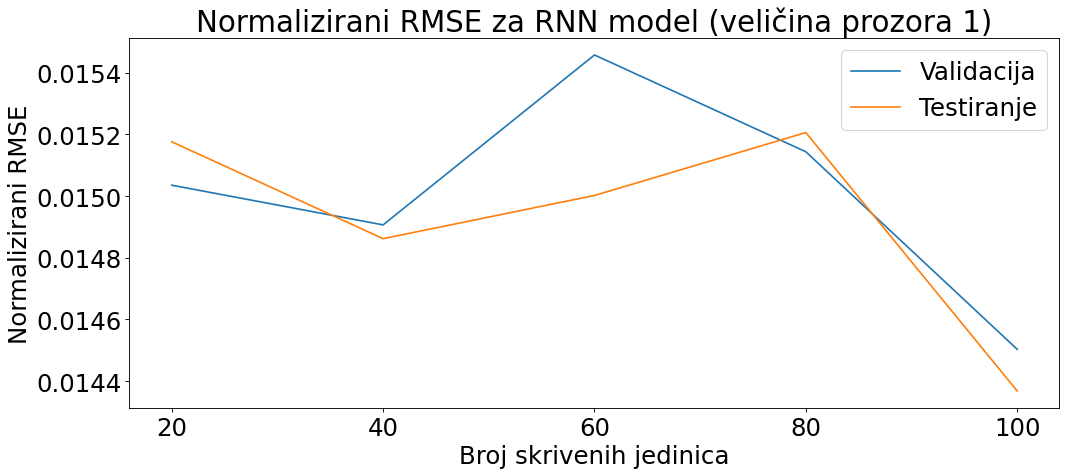 Normalizirani RMSE za RNN model (veličina prozora 1)
Normalizirani RMSE
0.0154
0.0152
0.0150
0.0148
0.0146
0.0144
Validacija
Testiranje
20 40 60 80 100
Broj skrivenih jedinica